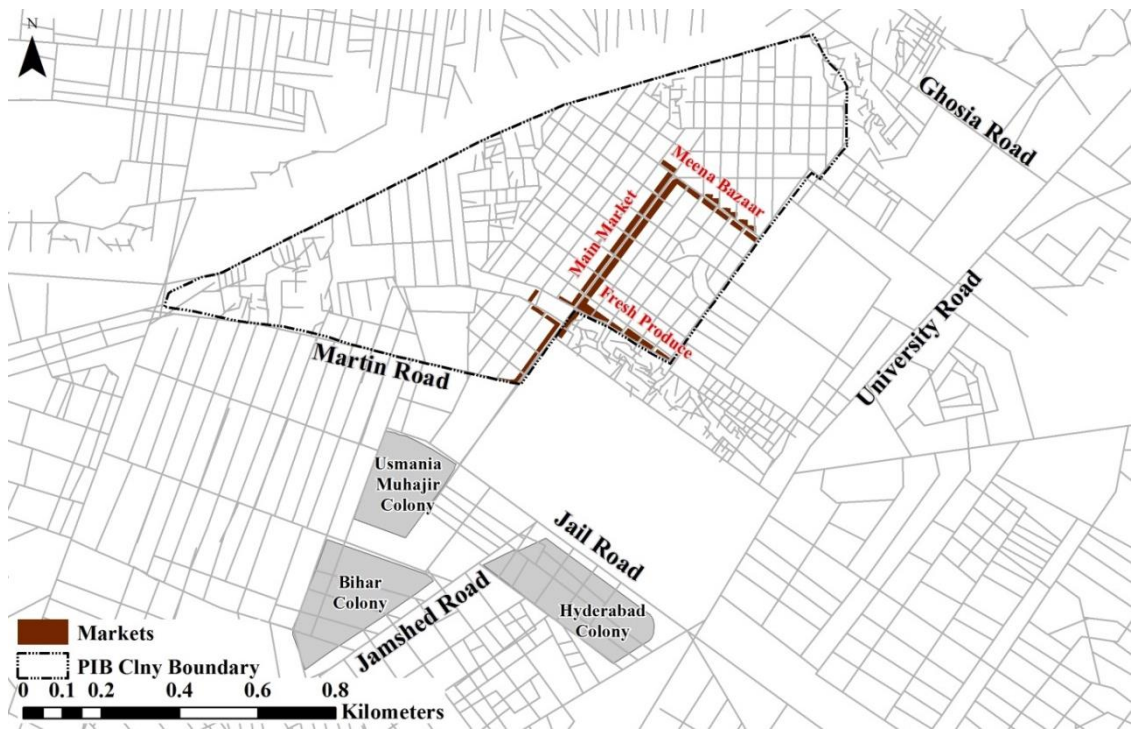 N
Ghosia Road
Meena Bazaar
Main Market
Fresh Produce
University Road
Martin Road
Usmania
Muhajir
Colony
Jail Road
Bihar
Colony
Jamshed Road
Hyderabad
Colony
Markets
PIB Clny Boundary
0 0.1 0.2 0.4 0.6 0.8
Kilometers